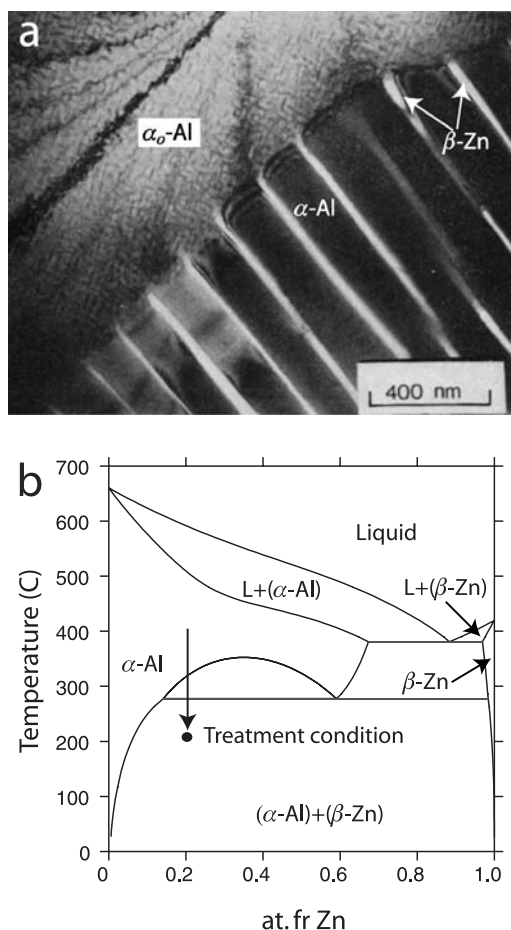 a
αo-Al
β-Zn
α-Al
400 nm
b
700
600
500
400
300
200
100
0
Temperature (C)
Liquid
L+(α-Al)
L+(β-Zn)
α-Al
β-Zn
Treatment condition
(α-Al)+(β-Zn)
0
0.2
0.4
0.6
0.8
1.0
at. fr Zn